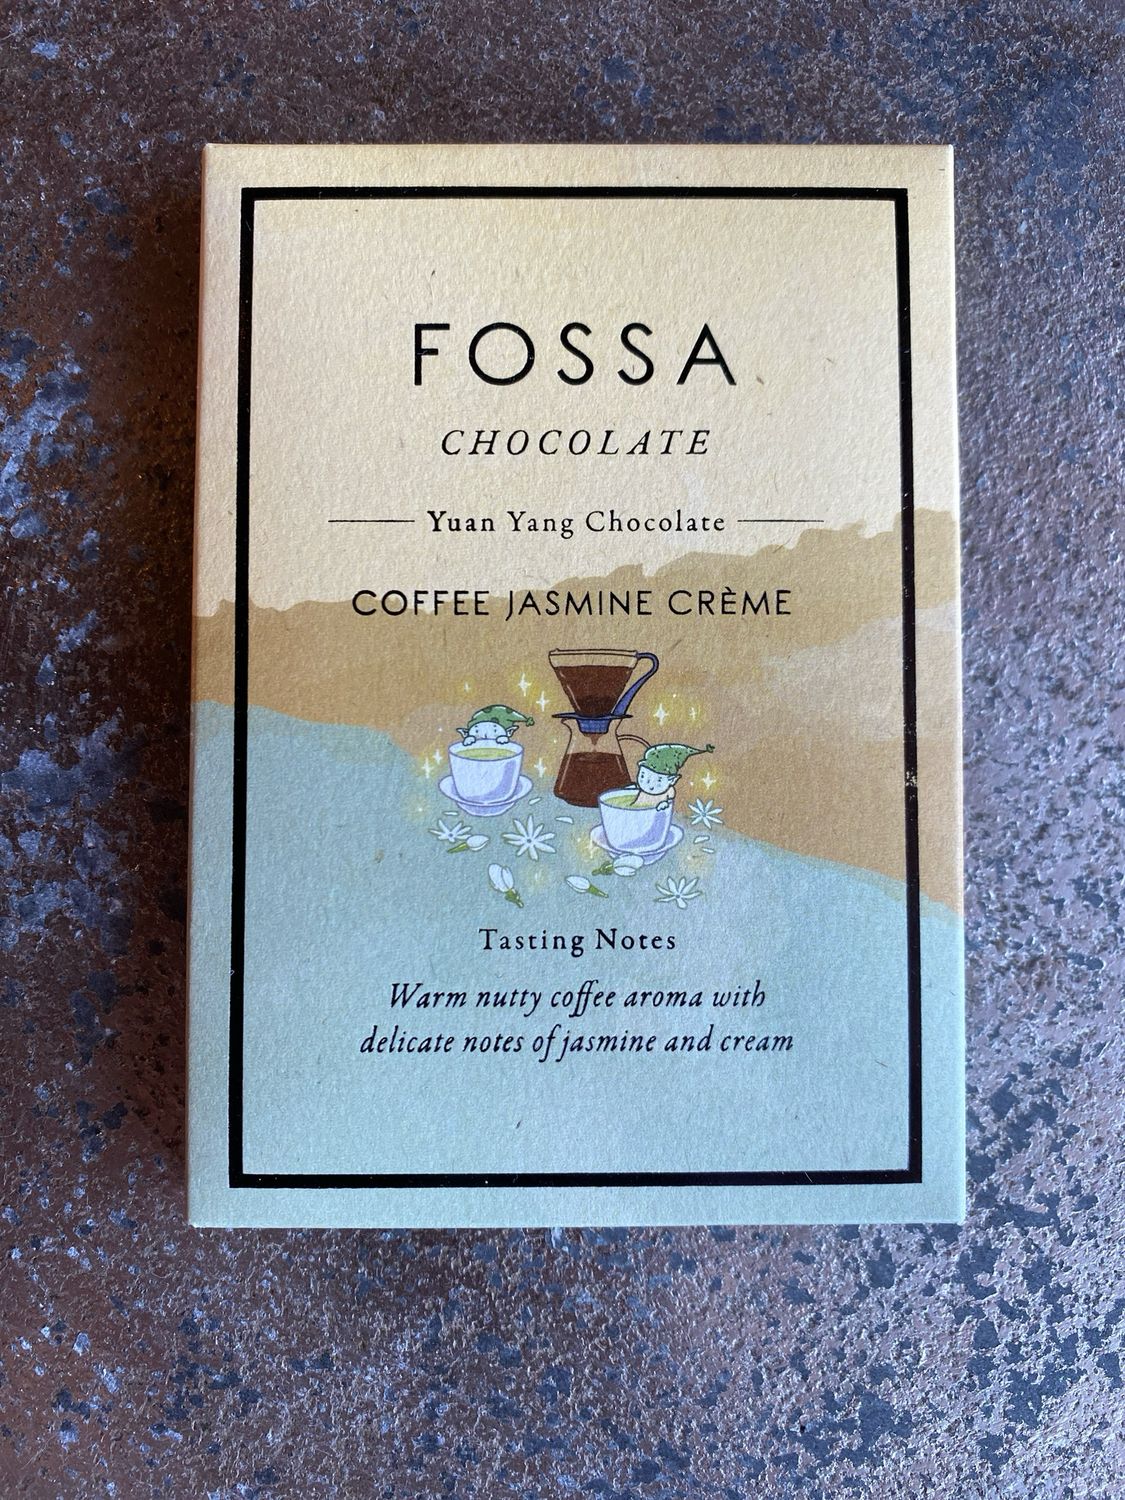 FOSSA
CHOCOLATE
Yuan Yang Chocolate
COFFEE JASMINE CRÈME
Tasting Notes
Warm nutty coffee aroma with
delicate notes of jasmine and cream